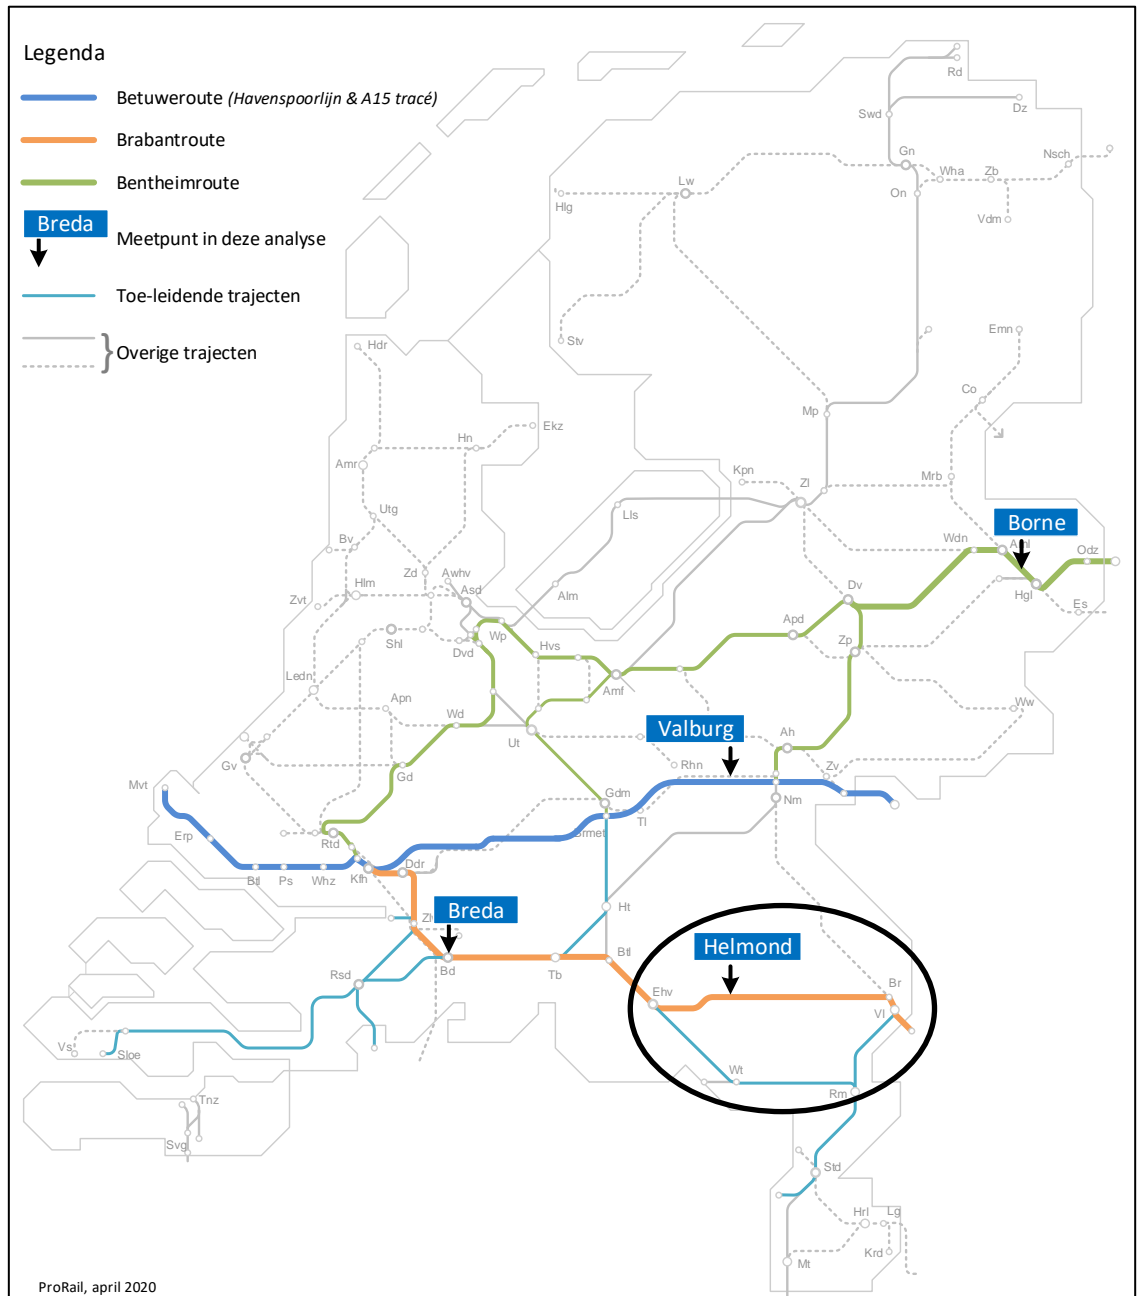 Legenda
Betuweroute (Havenspoorlijn & A15 tracé)
Brabantroute
Bentheimroute
Breda
Meetpunt in deze analyse
Toe-leidende trajecten
Overige trajecten
Rd
Swd
Dz
Gn
Nsch
Wha
Zb
On
Vdm
Lw
Hlg
Stv
Hdr
Emn
Co
Mp
Ekz
Hn
Amr
Kpn
Zl
Mrb
Lls
Utg
Borne
Bv
Wdn
Odz
Zd
Awhv
Asd
Hlm
Zvt
Alm
Dv
Hgl
Es
Shl
Wp
Dvd
Hvs
Apd
Zp
Ledn
Amf
Apn
Wd
Ut
Valburg
Ah
Ww
Gv
Gd
Rhn
Zv
Mvt
Gdm
Nm
Erp
Rtd
Tl
Btl
Ps
Whz
Kfh
Ddr
Breda
Ht
Helmond
Bd
Tb
Btl
Rsd
Ehv
Br
Vl
Vs
Sloe
Wt
Rm
Tnz
Svg
Std
Hrl
Lg
Krd
Mt
ProRail, april 2020